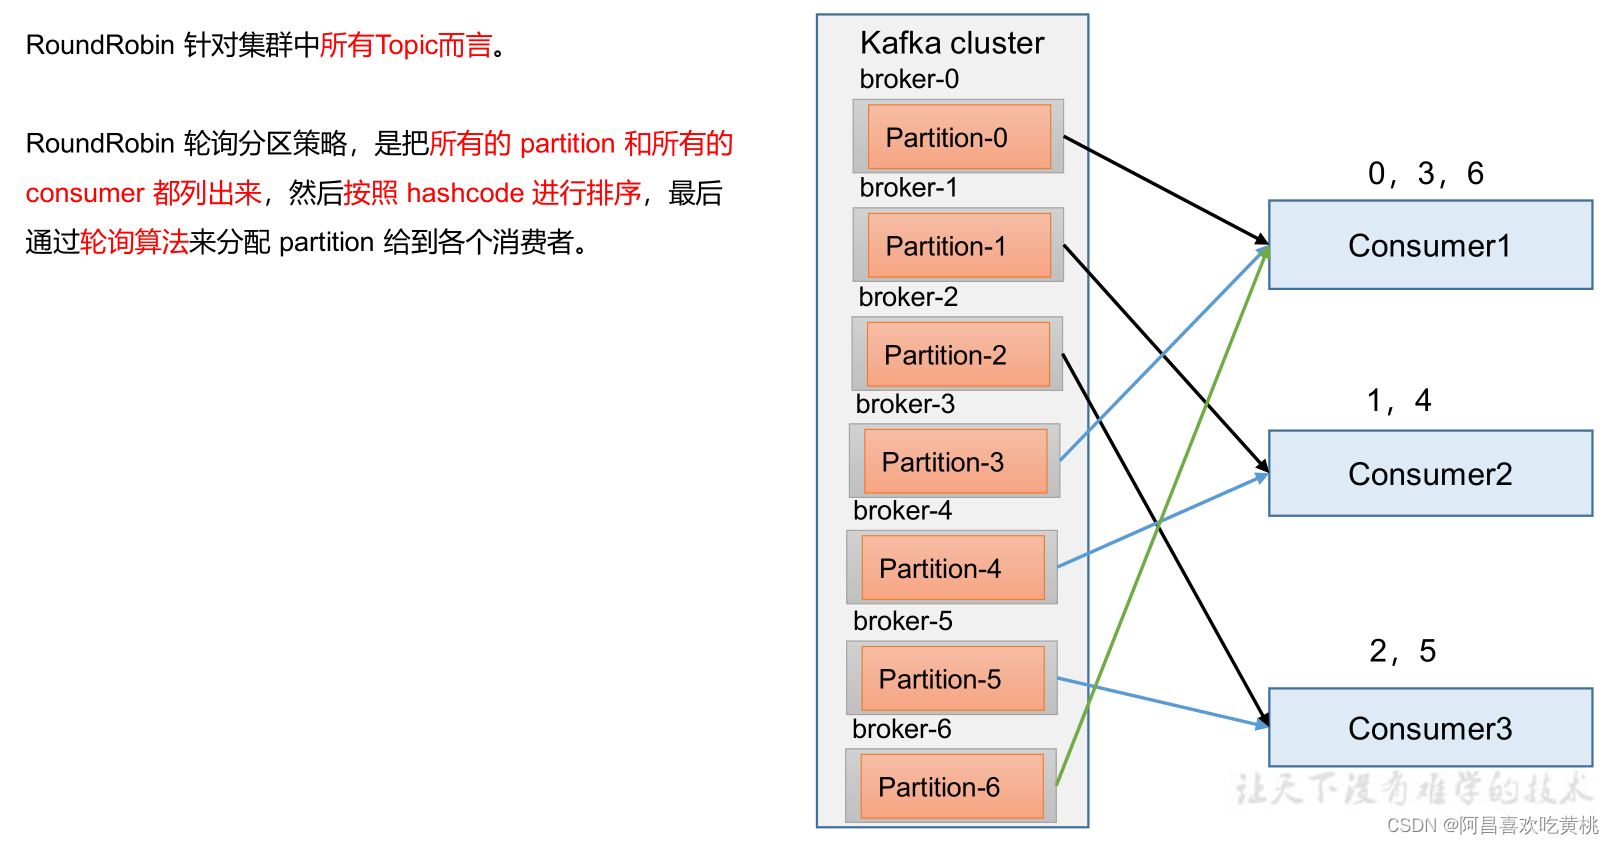 RoundRobin 针对集群中所有Topic而言。
RoundRobin 轮询分区策略，是把所有的 partition 和所有的
consumer 都列出来，然后按照 hashcode 进行排序，最后
通过轮询算法来分配 partition 给到各个消费者。
Kafka cluster
broker-0
Partition-0
broker-1
Partition-1
broker-2
Partition-2
broker-3
Partition-3
broker-4
Partition-4
broker-5
Partition-5
broker-6
Partition-6
0，3，6
Consumer1
1，4
Consumer2
2，5
Consumer3
让天下没有难学的技术
CSDN @阿昌喜欢吃黄桃